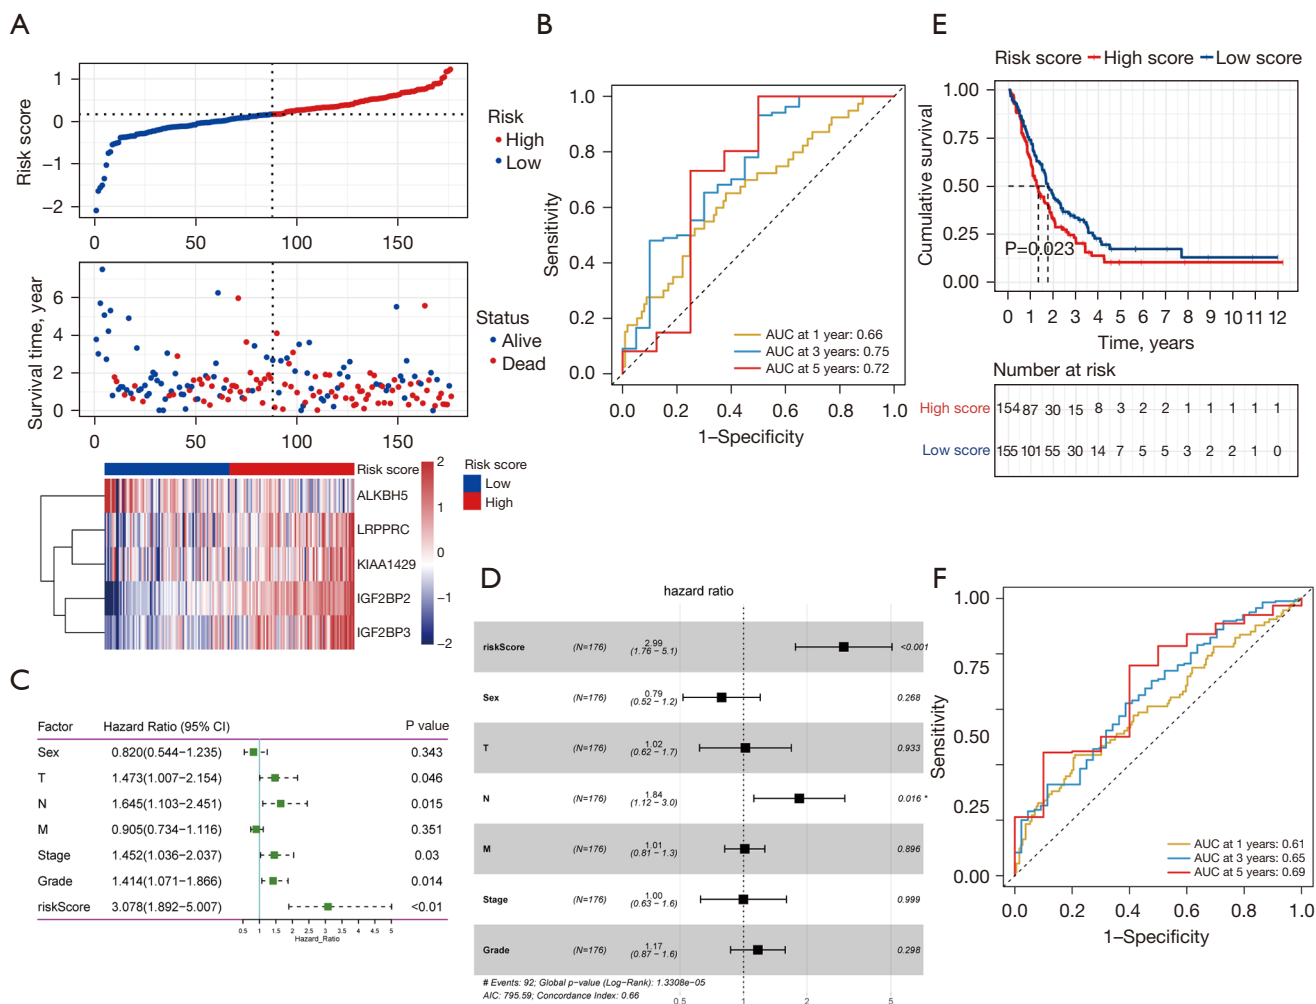 A
1
0
−1
−2
Risk score
0
50
100
150
Risk
High
Low
6
4
2
0
Survival time, year
0
50
100
150
Status
Alive
Dead
Risk score
ALKBH5
LRPPRC
KIAA1429
IGF2BP2
IGF2BP3
2
1
0
−1
−2
Risk score
Low
High
B
1.0
0.8
0.6
0.4
0.2
0.0
Sensitivity
AUC at 1 year: 0.66
AUC at 3 years: 0.75
AUC at 5 years: 0.72
0.0 0.2 0.4 0.6 0.8 1.0
1−Specificity
C
Factor Hazard Ratio (95% CI) P value
Sex 0.820(0.544−1.235) 0.343
T 1.473(1.007−2.154) 0.046
N 1.645(1.103−2.451) 0.015
M 0.905(0.734−1.116) 0.351
Stage 1.452(1.036−2.037) 0.03
Grade 1.414(1.071−1.866) 0.014
riskScore 3.078(1.892−5.007) <0.01
0.5 1 1.5 2 2.5 3 3.5 4 4.5 5
Hazard_Ratio
D
hazard ratio
riskScore (N=176) 2.99 (1.76 − 5.1) <0.001
Sex (N=176) 0.79 (0.52 − 1.2) 0.268
T (N=176) 1.02 (0.62 − 1.7) 0.933
N (N=176) 1.84 (1.12 − 3.0) 0.016 *
M (N=176) 1.01 (0.81 − 1.3) 0.896
Stage (N=176) 1.00 (0.63 − 1.6) 0.999
Grade (N=176) 1.17 (0.87 − 1.6) 0.298
# Events: 92; Global p−value (Log−Rank): 1.3308e−05
AIC: 795.59; Concordance Index: 0.66
0.5 1 2 5
E
Risk score High score Low score
1.00
0.75
0.50
0.25
0.00
Cumulative survival
P=0.023
0 1 2 3 4 5 6 7 8 9 10 11 12
Time, years
Number at risk
High score 154 87 30 15 8 3 2 2 1 1 1 1 1
Low score 155 101 55 30 14 7 5 5 3 2 2 1 0
F
1.00
0.75
0.50
0.25
0.00
Sensitivity
AUC at 1 years: 0.61
AUC at 3 years: 0.65
AUC at 5 years: 0.69
0.0 0.2 0.4 0.6 0.8 1.0
1−Specificity